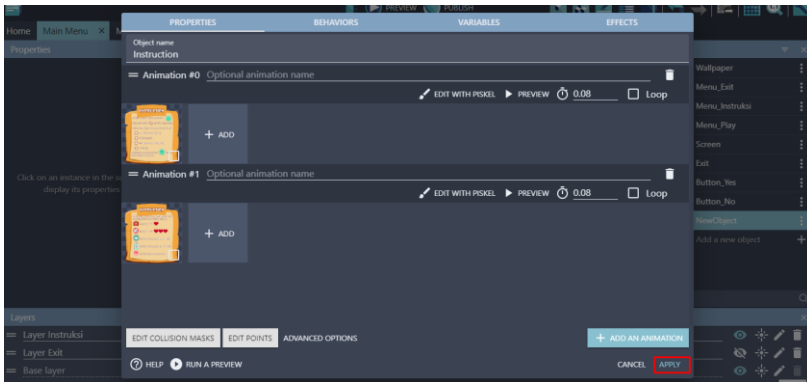 PREVIEW PUBLISH
Home Main Menu × M
PROPERTIES BEHAVIORS VARIABLES EFFECTS
Properties
Object name
Instruction
Animation #0 Optional animation name
EDIT WITH PISKEL PREVIEW 0.08 Loop
+ ADD
Animation #1 Optional animation name
EDIT WITH PISKEL PREVIEW 0.08 Loop
+ ADD
Click on an instance in the s
display its properties
Wallpaper
Menu_Exit
Menu_Instruksi
Menu_Play
Screen
Exit
Button_Yes
Button_No
NewObject
Add a new object +
Layers
Layer Instruksi
Layer Exit
Base layer
EDIT COLLISION MASKS EDIT POINTS ADVANCED OPTIONS + ADD AN ANIMATION
HELP RUN A PREVIEW CANCEL APPLY